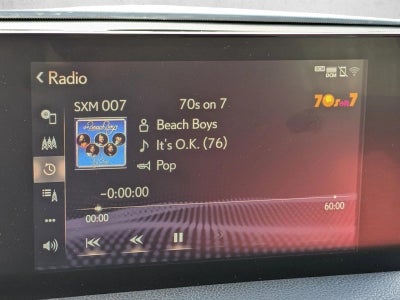 < Radio
DCM
SXM 007
70s on 7
70s on 7
Beach Boys
It's O.K. (76)
Pop
-0:00:00
00:00
60:00